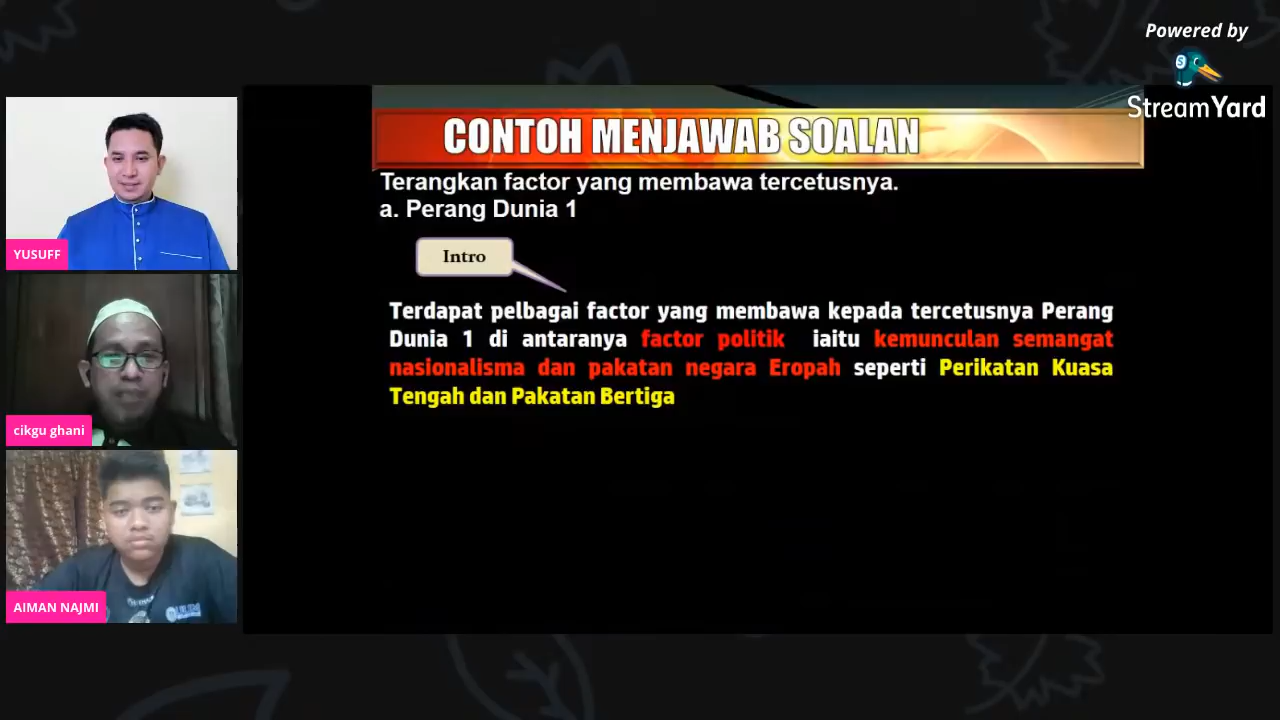 Powered by
StreamYard
CONTOH MENJAWAB SOALAN
Terangkan factor yang membawa tercetusnya.
a. Perang Dunia 1
Intro
Terdapat pelbagai factor yang membawa kepada tercetusnya Perang
Dunia 1 di antaranya factor politik iaitu kemunculan semangat
nasionalisma dan pakatan negara Eropah seperti Perikatan Kuasa
Tengah dan Pakatan Bertiga
YUSUFF
cikgu ghani
AIMAN NAJMI